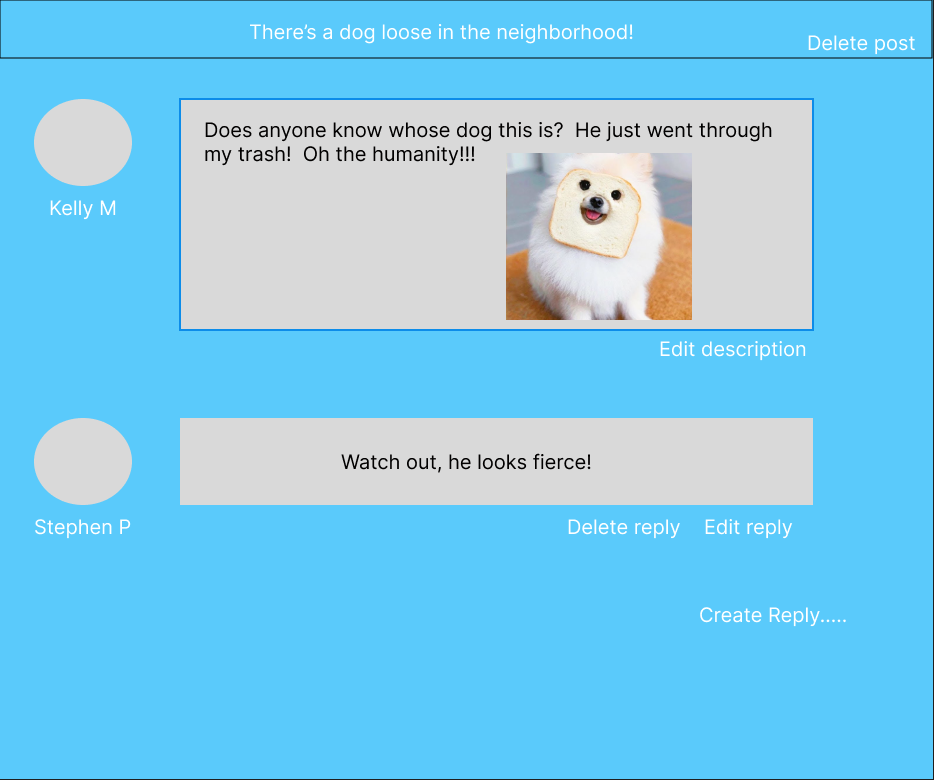 There’s a dog loose in the neighborhood!
Delete post
Does anyone know whose dog this is?  He just went through
my trash!  Oh the humanity!!!
Kelly M
Edit description
Watch out, he looks fierce!
Stephen P
Delete reply
Edit reply
Create Reply.....